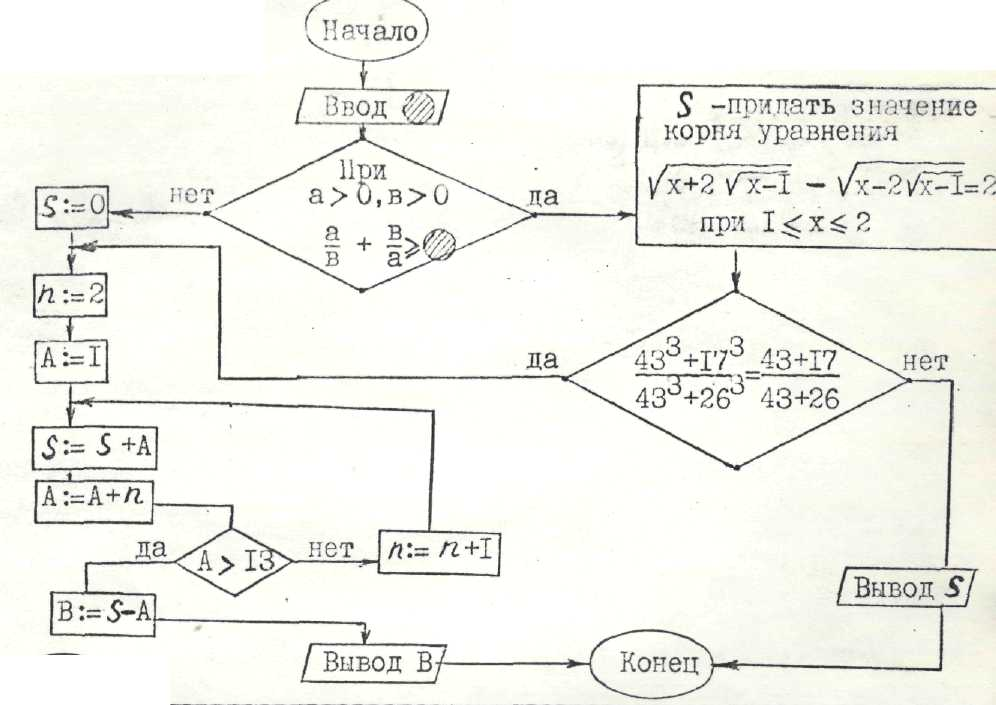 Начало
Ввод
При
а > 0, в > 0
а/в + в/а ≥
нет
да
S -придать значение
корня уравнения
√x+2 √x-I - √x-2√x-I=2
при I ≤ x ≤ 2
S:=0
n:=2
A:=I
S:= S +A
A:=A+n
A > I3
да
нет
n:= n+I
B:= S-A
Вывод B
да
43³+I7³/43³+26³=43+I7/43+26
нет
Вывод S
Конец